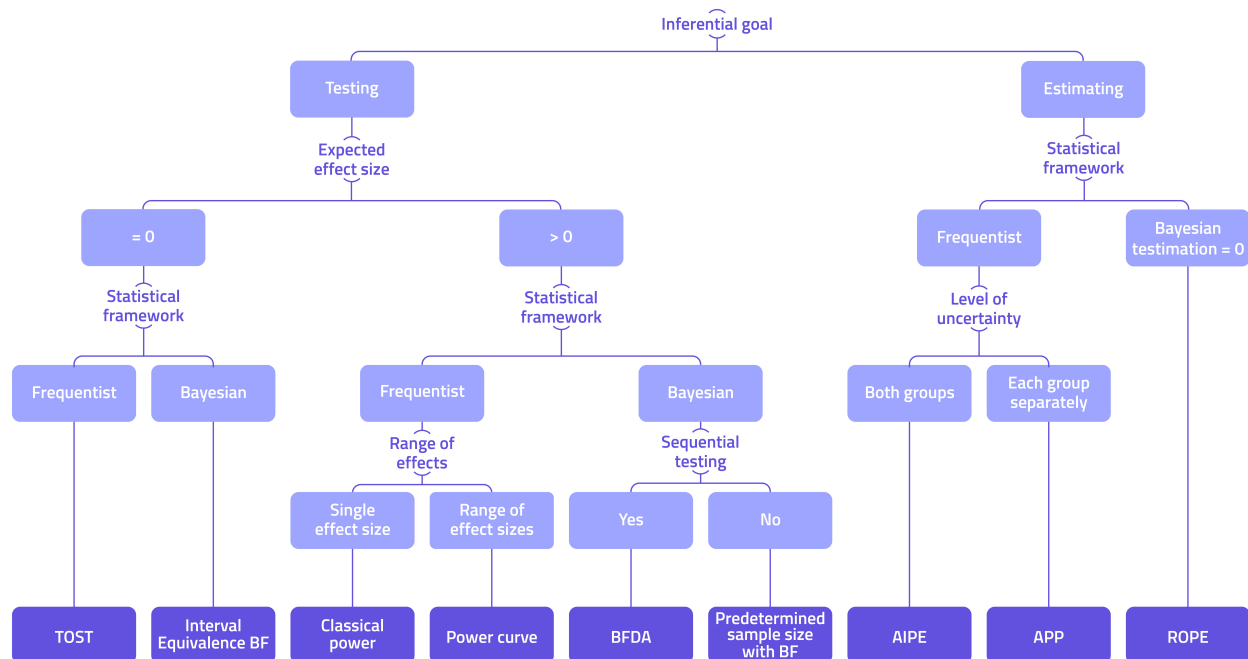 Inferential goal
Testing
Estimating
Expected
effect size
Statistical
framework
= 0
> 0
Frequentist
Bayesian
testimation = 0
Statistical
framework
Statistical
framework
Level of
uncertainty
Frequentist
Bayesian
Frequentist
Bayesian
Both groups
Each group
separately
Range of
effects
Sequential
testing
Single
effect size
Range of
effect sizes
Yes
No
TOST
Interval
Equivalence BF
Classical
power
Power curve
BFDA
Predetermined
sample size
with BF
AIPE
APP
ROPE